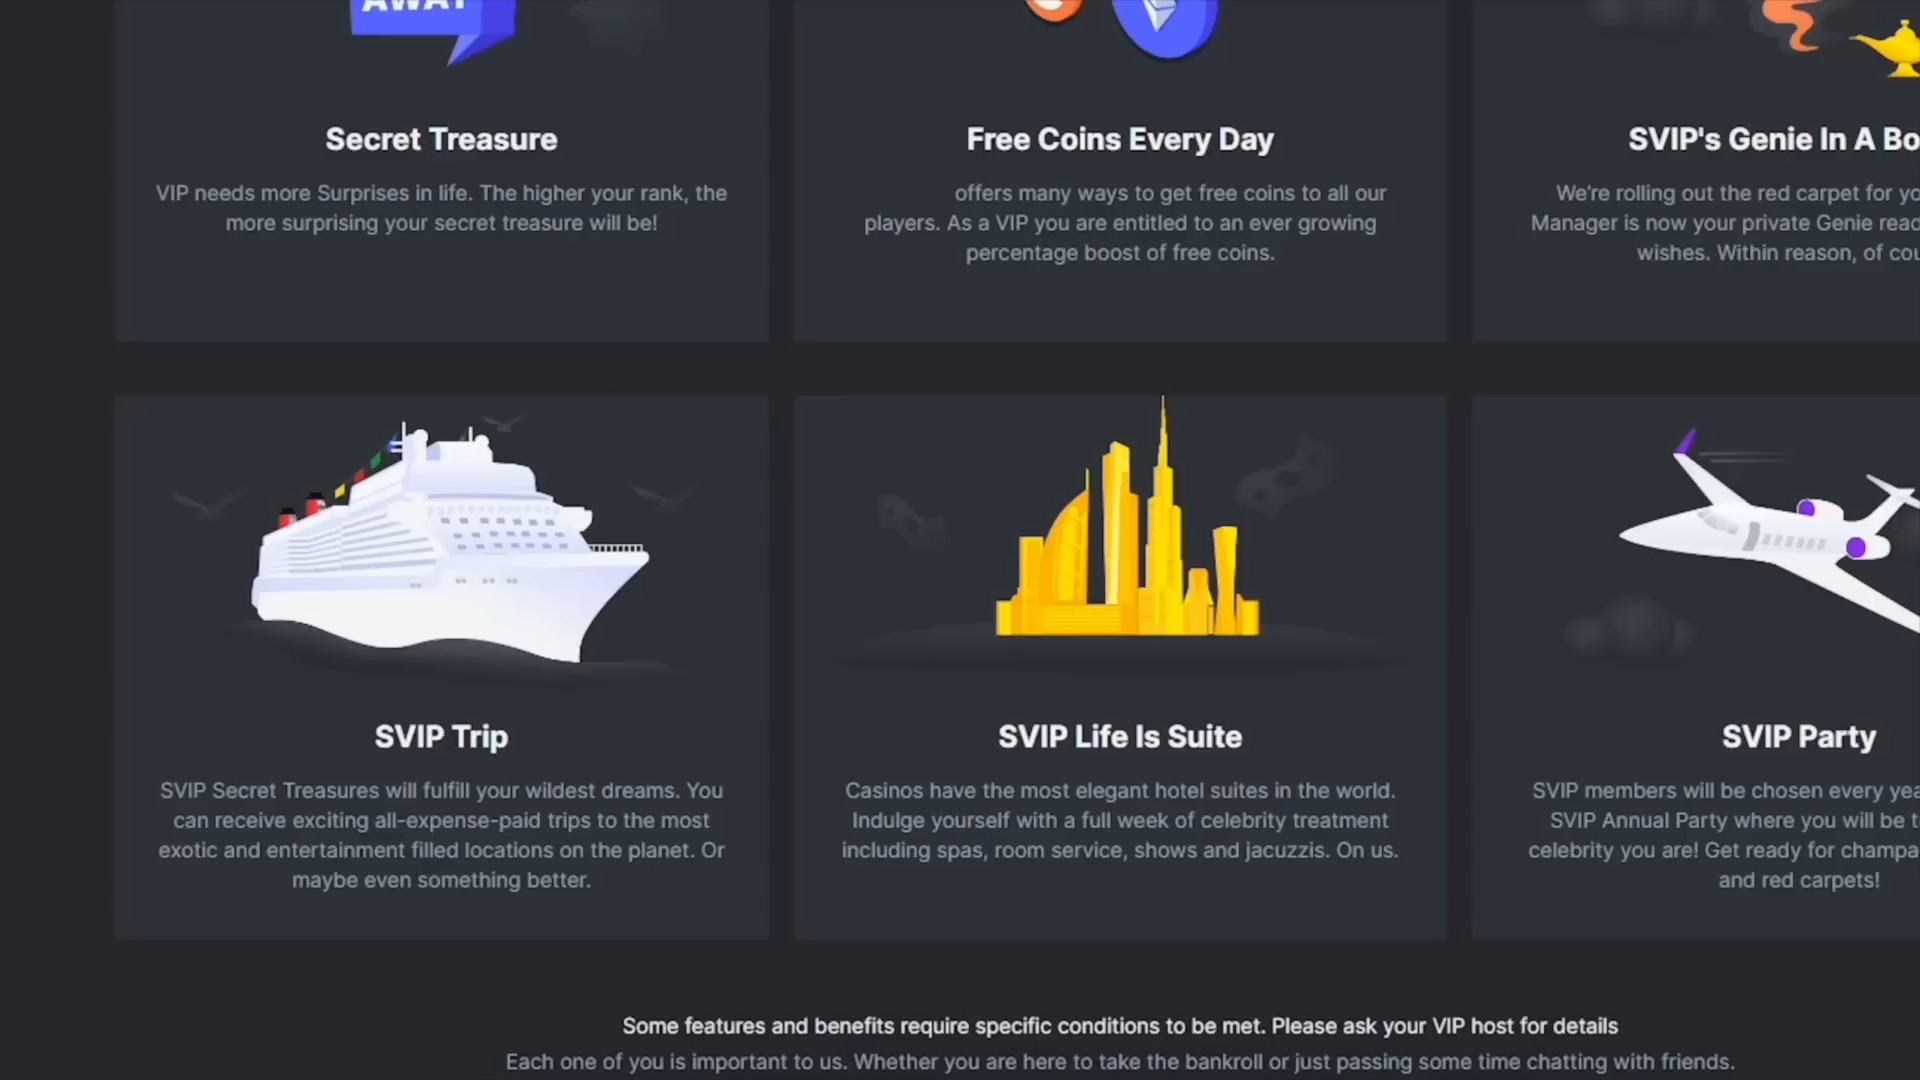 AWAY
Secret Treasure
VIP needs more Surprises in life. The higher your rank, the
more surprising your secret treasure will be!
Free Coins Every Day
offers many ways to get free coins to all our
players. As a VIP you are entitled to an ever growing
percentage boost of free coins.
SVIP's Genie In A Bo
We're rolling out the red carpet for yo
Manager is now your private Genie read
wishes. Within reason, of cou
SVIP Trip
SVIP Secret Treasures will fulfill your wildest dreams. You
can receive exciting all-expense-paid trips to the most
exotic and entertainment filled locations on the planet. Or
maybe even something better.
SVIP Life Is Suite
Casinos have the most elegant hotel suites in the world.
Indulge yourself with a full week of celebrity treatment
including spas, room service, shows and jacuzzis. On us.
SVIP Party
SVIP members will be chosen every yea
SVIP Annual Party where you will be t
celebrity you are! Get ready for champa
and red carpets!
Some features and benefits require specific conditions to be met. Please ask your VIP host for details
Each one of you is important to us. Whether you are here to take the bankroll or just passing some time chatting with friends.